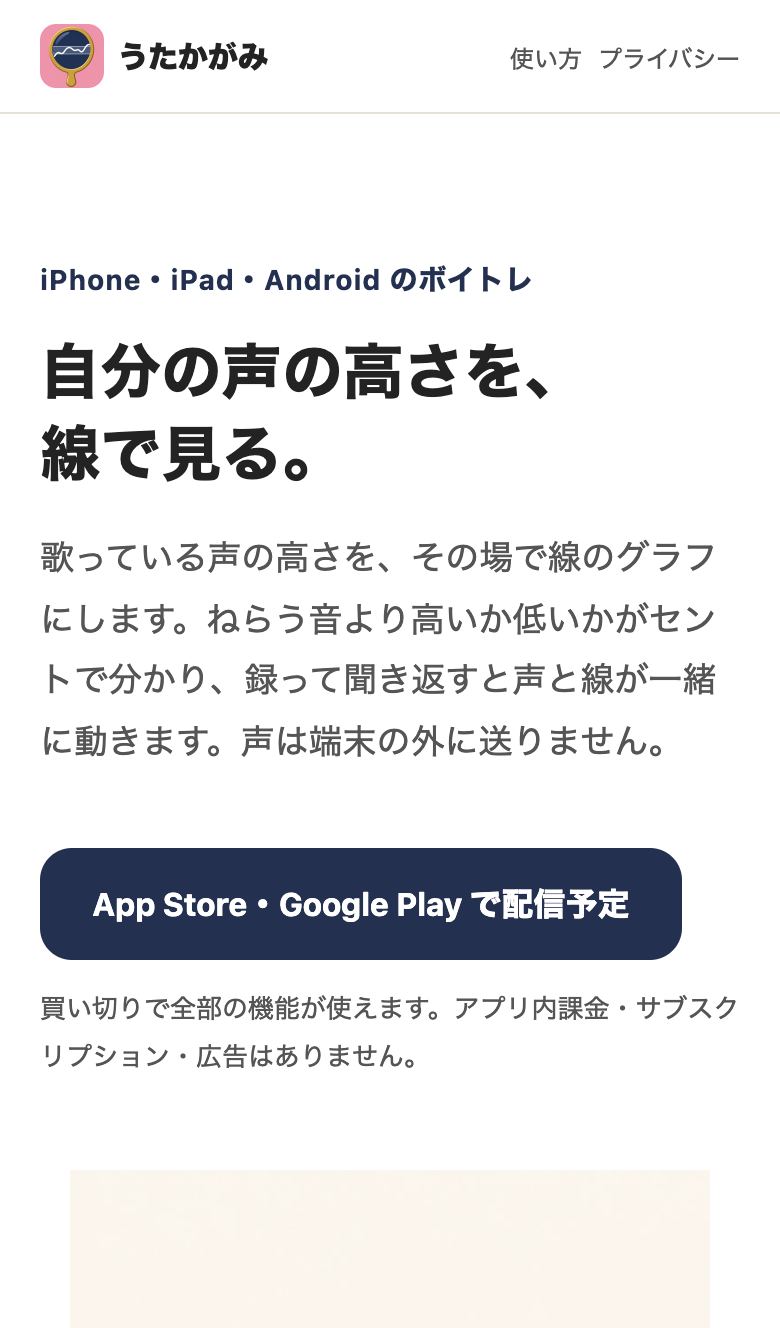 うたかがみ
使い方 プライバシー
iPhone・iPad・Android のボイトレ
自分の声の高さを、
線で見る。
歌っている声の高さを、その場で線のグラフ
にします。ねらう音より高いか低いかがセン
トで分かり、録って聞き返すと声と線が一緒
に動きます。声は端末の外に送りません。
App Store・Google Play で配信予定
買い切りで全部の機能が使えます。アプリ内課金・サブスク
リプション・広告はありません。